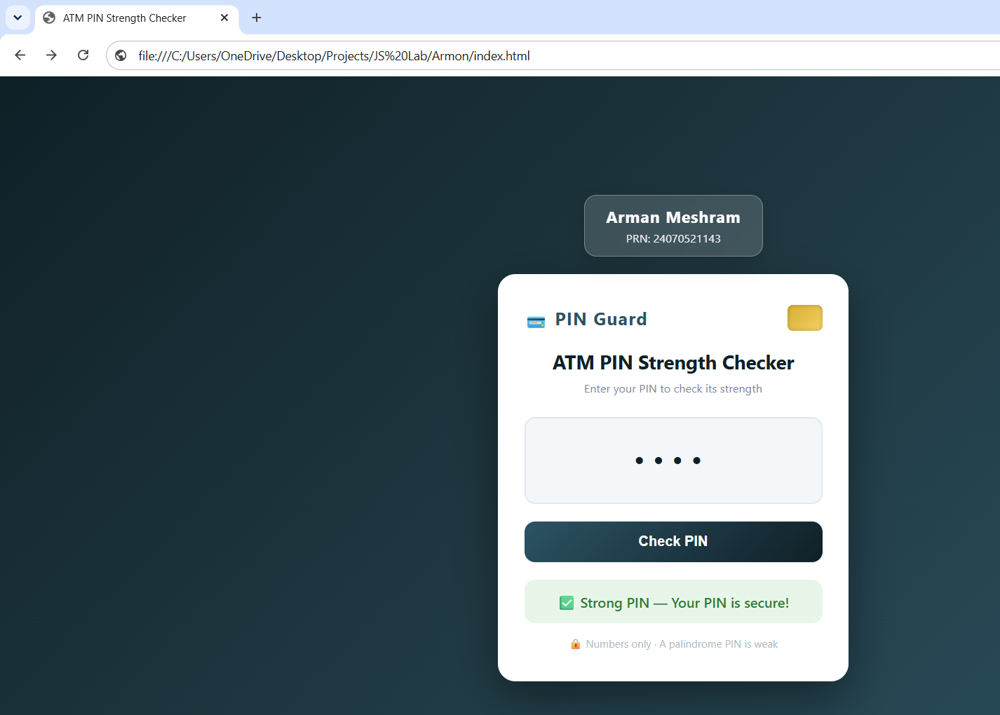 ATM PIN Strength Checker
file:///C:/Users/OneDrive/Desktop/Projects/JS%20Lab/Armon/index.html
Arman Meshram
PRN: 24070521143
PIN Guard
ATM PIN Strength Checker
Enter your PIN to check its strength
••••
Check PIN
✅ Strong PIN — Your PIN is secure!
🔒 Numbers only · A palindrome PIN is weak